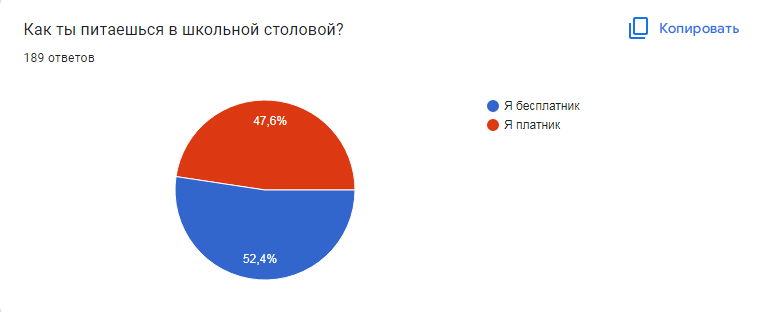 Как ты питаешься в школьной столовой?
Копировать
189 ответов
Я бесплатник
Я платник
47,6%
52,4%